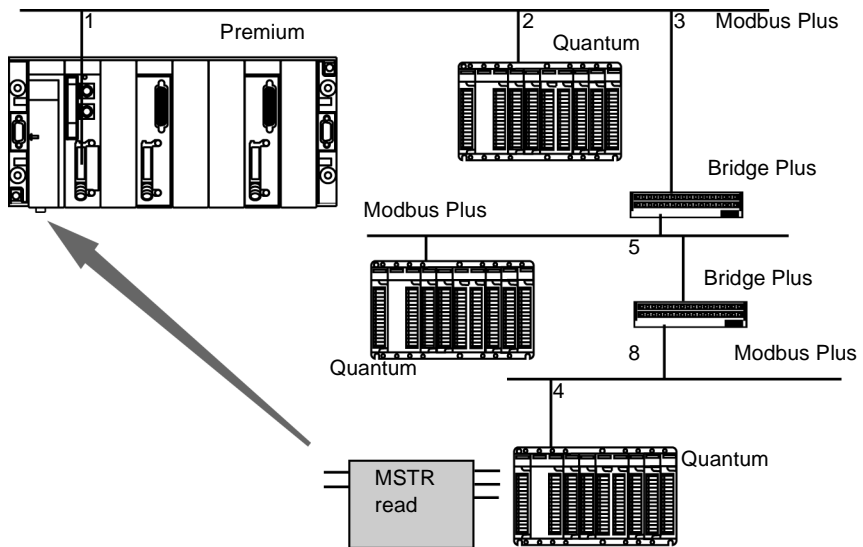 1
2
3
Modbus Plus
Premium
Quantum
Bridge Plus
Modbus Plus
5
Bridge Plus
Quantum
8
Modbus Plus
4
Quantum
MSTR
read